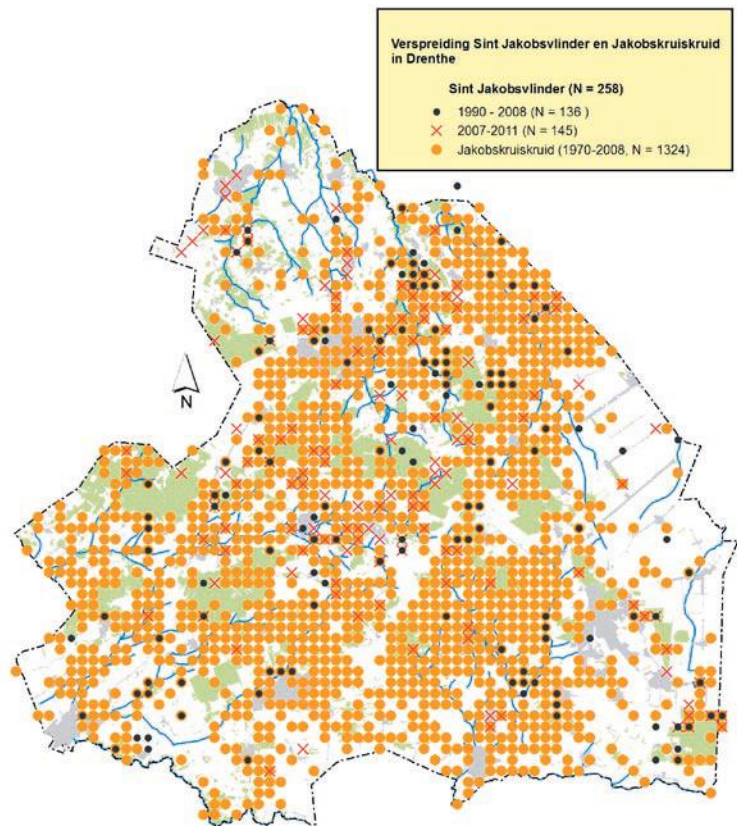 Verspreiding Sint Jakobsvlinder en Jakobskruiskruid
in Drenthe
Sint Jakobsvlinder (N = 258)
1990 - 2008 (N = 136 )
2007-2011 (N = 145)
Jakobskruiskruid (1970-2008, N = 1324)
N